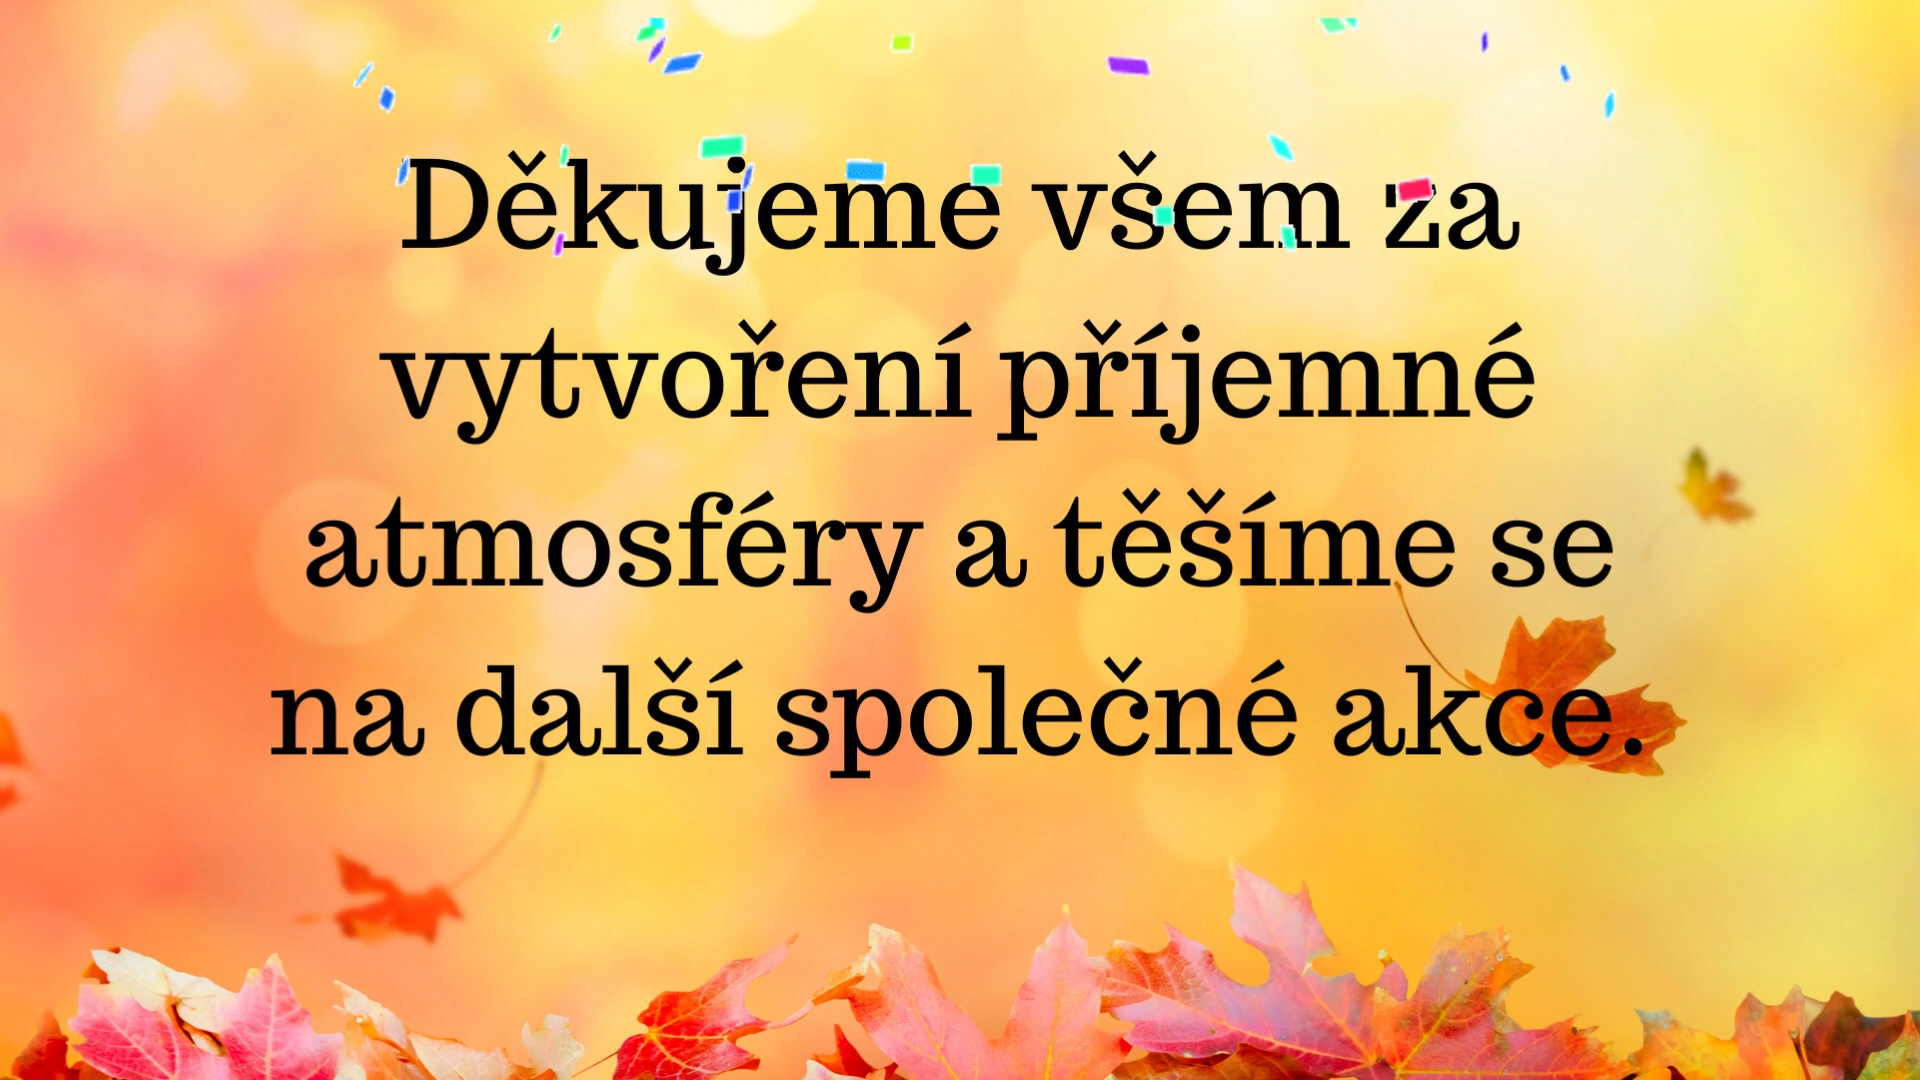 Děkujeme všem za
vytvoření příjemné
atmosféry a těšíme se
na další společné akce.